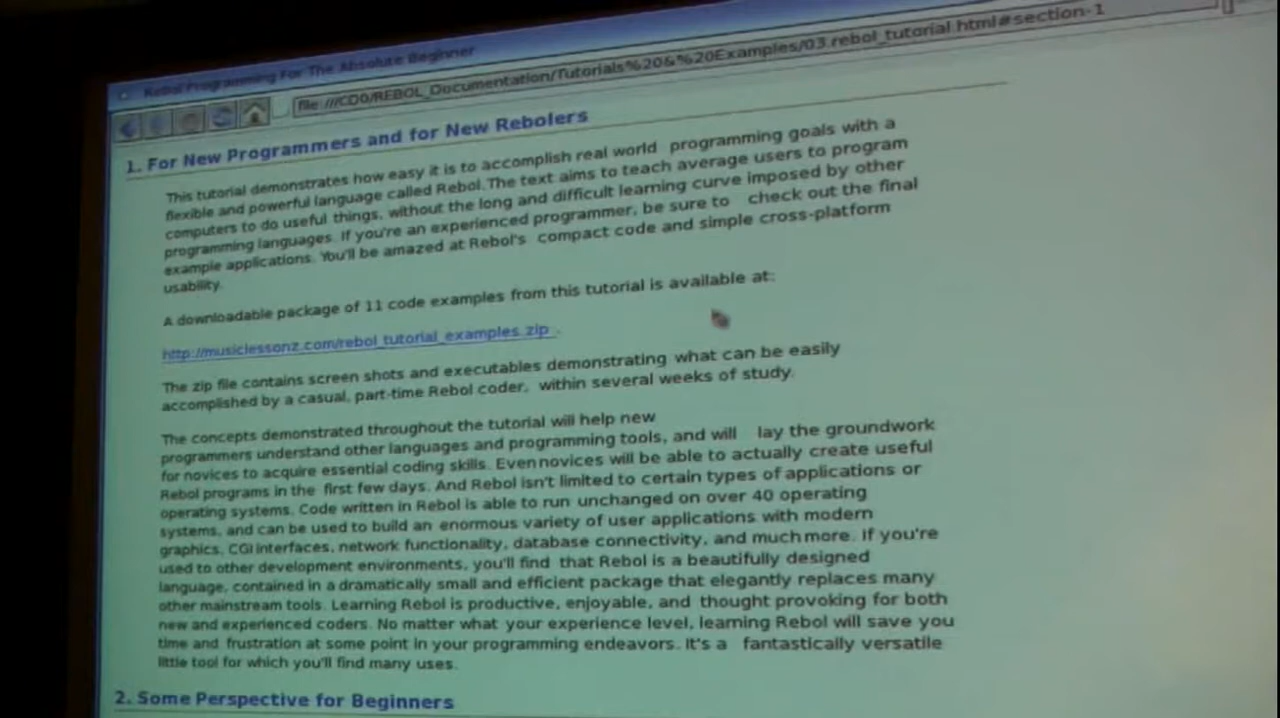 Rebol Programming For The Absolute Beginner
file:///CD0/REBOL_Documentation/Tutorials%20&%20Examples/03.rebol_tutorial.html#section-1
1. For New Programmers and for New Rebolers
This tutorial demonstrates how easy it is to accomplish real world programming goals with a
flexible and powerful language called Rebol. The text aims to teach average users to program
computers to do useful things, without the long and difficult learning curve imposed by other
programming languages. If you're an experienced programmer, be sure to check out the final
example applications. You'll be amazed at Rebol's compact code and simple cross-platform
usability.
A downloadable package of 11 code examples from this tutorial is available at:
http://musiclessonz.com/rebol_tutorial_examples.zip .
The zip file contains screen shots and executables demonstrating what can be easily
accomplished by a casual, part-time Rebol coder, within several weeks of study.
The concepts demonstrated throughout the tutorial will help new
programmers understand other languages and programming tools, and will lay the groundwork
for novices to acquire essential coding skills. Even novices will be able to actually create useful
Rebol programs in the first few days. And Rebol isn't limited to certain types of applications or
operating systems. Code written in Rebol is able to run unchanged on over 40 operating
systems, and can be used to build an enormous variety of user applications with modern
graphics, CGI interfaces, network functionality, database connectivity, and much more. If you're
used to other development environments, you'll find that Rebol is a beautifully designed
language, contained in a dramatically small and efficient package that elegantly replaces many
other mainstream tools. Learning Rebol is productive, enjoyable, and thought provoking for both
new and experienced coders. No matter what your experience level, learning Rebol will save you
time and frustration at some point in your programming endeavors. It's a fantastically versatile
little tool for which you'll find many uses.
2. Some Perspective for Beginners